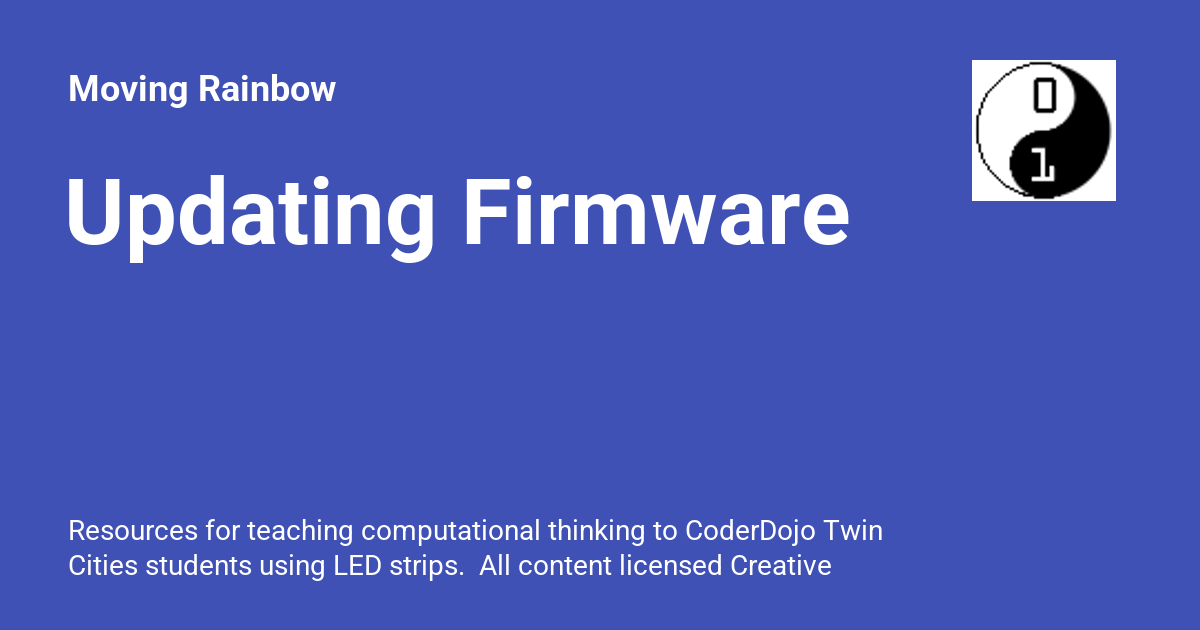 Moving Rainbow
0
1
Updating Firmware
Resources for teaching computational thinking to CoderDojo Twin
Cities students using LED strips.  All content licensed Creative